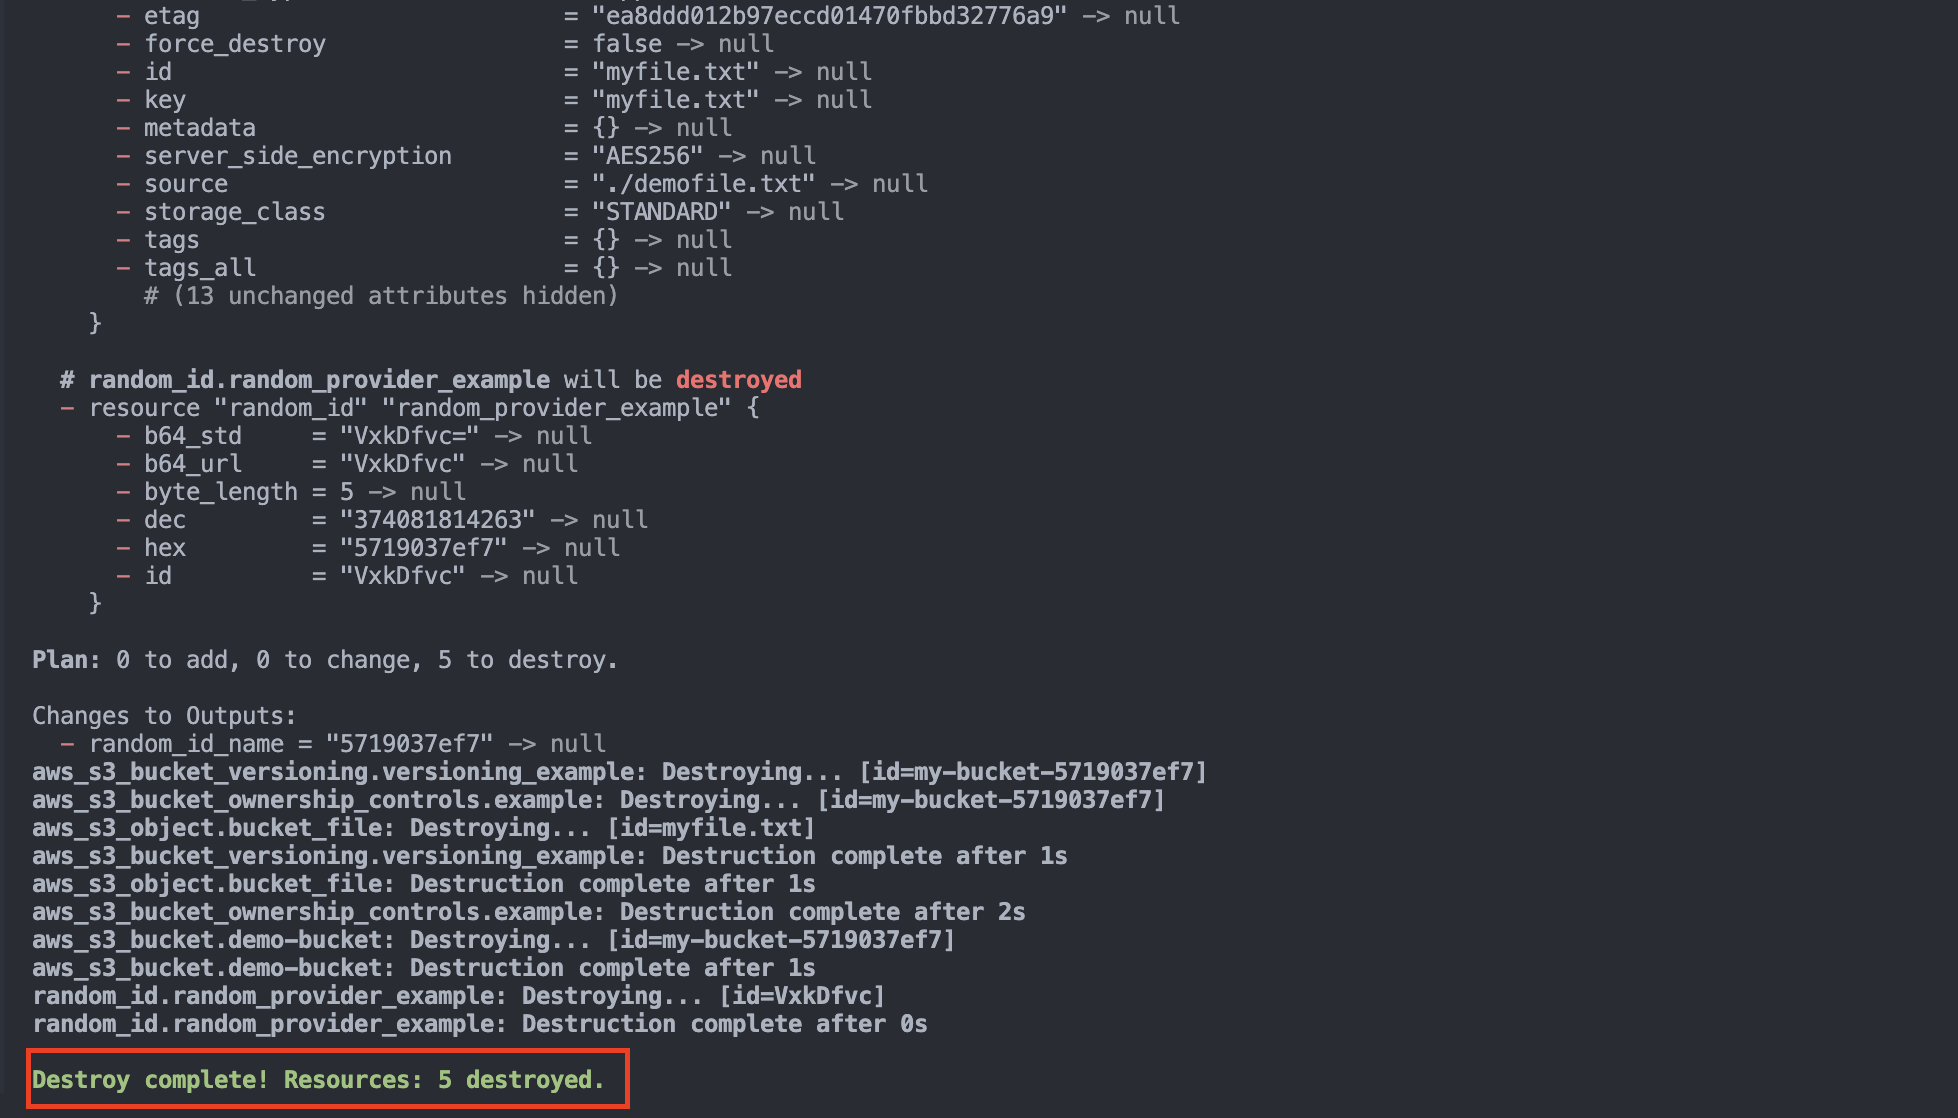 - etag = "ea8ddd012b97eccd01470fbbd32776a9" -> null
- force_destroy = false -> null
- id = "myfile.txt" -> null
- key = "myfile.txt" -> null
- metadata = {} -> null
- server_side_encryption = "AES256" -> null
- source = "./demofile.txt" -> null
- storage_class = "STANDARD" -> null
- tags = {} -> null
- tags_all = {} -> null
# (13 unchanged attributes hidden)
}
# random_id.random_provider_example will be destroyed
- resource "random_id" "random_provider_example" {
- b64_std = "VxkDfvc=" -> null
- b64_url = "VxkDfvc" -> null
- byte_length = 5 -> null
- dec = "374081814263" -> null
- hex = "5719037ef7" -> null
- id = "VxkDfvc" -> null
}
Plan: 0 to add, 0 to change, 5 to destroy.
Changes to Outputs:
- random_id_name = "5719037ef7" -> null
aws_s3_bucket_versioning.versioning_example: Destroying... [id=my-bucket-5719037ef7]
aws_s3_bucket_ownership_controls.example: Destroying... [id=my-bucket-5719037ef7]
aws_s3_object.bucket_file: Destroying... [id=myfile.txt]
aws_s3_bucket_versioning.versioning_example: Destruction complete after 1s
aws_s3_object.bucket_file: Destruction complete after 1s
aws_s3_bucket_ownership_controls.example: Destruction complete after 2s
aws_s3_bucket.demo-bucket: Destroying... [id=my-bucket-5719037ef7]
aws_s3_bucket.demo-bucket: Destruction complete after 1s
random_id.random_provider_example: Destroying... [id=VxkDfvc]
random_id.random_provider_example: Destruction complete after 0s
Destroy complete! Resources: 5 destroyed.